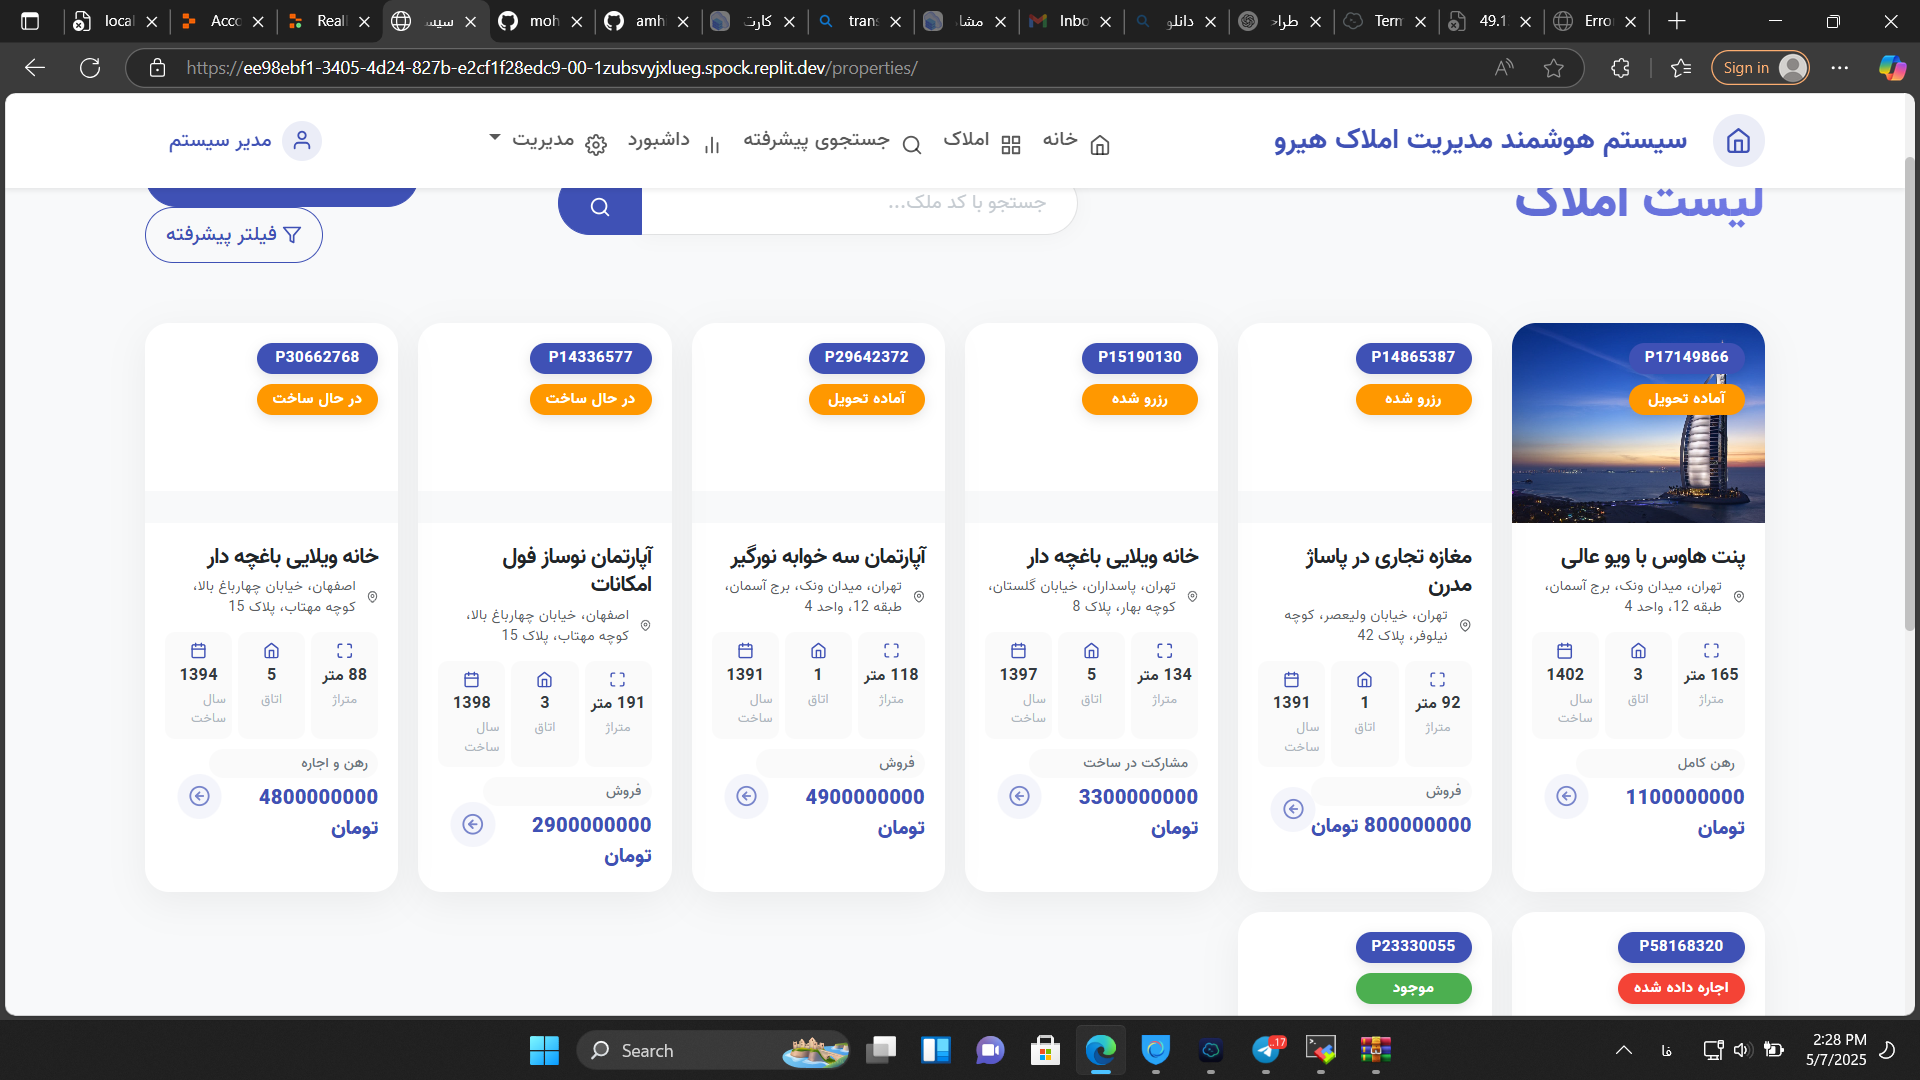 local
Acco
Reall
سیس
moh
amh
کارت
trans
مشا
Inbo
دانلو
طرا
Term
49.1
Erro
https://ee98ebf1-3405-4d24-827b-e2cf1f28edc9-00-1zubsvyjxlueg.spock.replit.dev/properties/
Sign in
سیستم هوشمند مدیریت املاک هیرو
خانه
املاک
جستجوی پیشرفته
داشبورد
مدیریت
مدیر سیستم
لیست املاک
جستجو با کد ملک...
فیلتر پیشرفته
P17149866
آماده تحویل
پنت هاوس با ویو عالی
تهران، میدان ونک، برج آسمان،
طبقه 12، واحد 4
165 متر
متراژ
3
اتاق
1402
سال
ساخت
رهن کامل
1100000000
تومان
P14865387
رزرو شده
مغازه تجاری در پاساژ
مدرن
تهران، خیابان ولیعصر، کوچه
نیلوفر، پلاک 42
92 متر
متراژ
1
اتاق
1391
سال
ساخت
فروش
800000000 تومان
P15190130
رزرو شده
خانه ویلایی باغچه دار
تهران، پاسداران، خیابان گلستان،
کوچه بهار، پلاک 8
134 متر
متراژ
5
اتاق
1397
سال
ساخت
مشارکت در ساخت
3300000000
تومان
P29642372
آماده تحویل
آپارتمان سه خوابه نورگیر
تهران، میدان ونک، برج آسمان،
طبقه 12، واحد 4
118 متر
متراژ
1
اتاق
1391
سال
ساخت
فروش
4900000000
تومان
P14336577
در حال ساخت
آپارتمان نوساز فول
امکانات
اصفهان، خیابان چهارباغ بالا،
کوچه مهتاب، پلاک 15
191 متر
متراژ
3
اتاق
1398
سال
ساخت
فروش
2900000000
تومان
P30662768
در حال ساخت
خانه ویلایی باغچه دار
اصفهان، خیابان چهارباغ بالا،
کوچه مهتاب، پلاک 15
88 متر
متراژ
5
اتاق
1394
سال
ساخت
رهن و اجاره
4800000000
تومان
P58168320
اجاره داده شده
P23330055
موجود
Search
17
فا
2:28 PM
5/7/2025